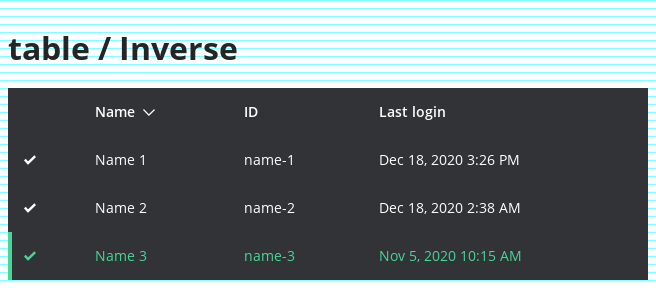 table / Inverse
Name ID Last login
Name 1 name-1 Dec 18, 2020 3:26 PM
Name 2 name-2 Dec 18, 2020 2:38 AM
Name 3 name-3 Nov 5, 2020 10:15 AM